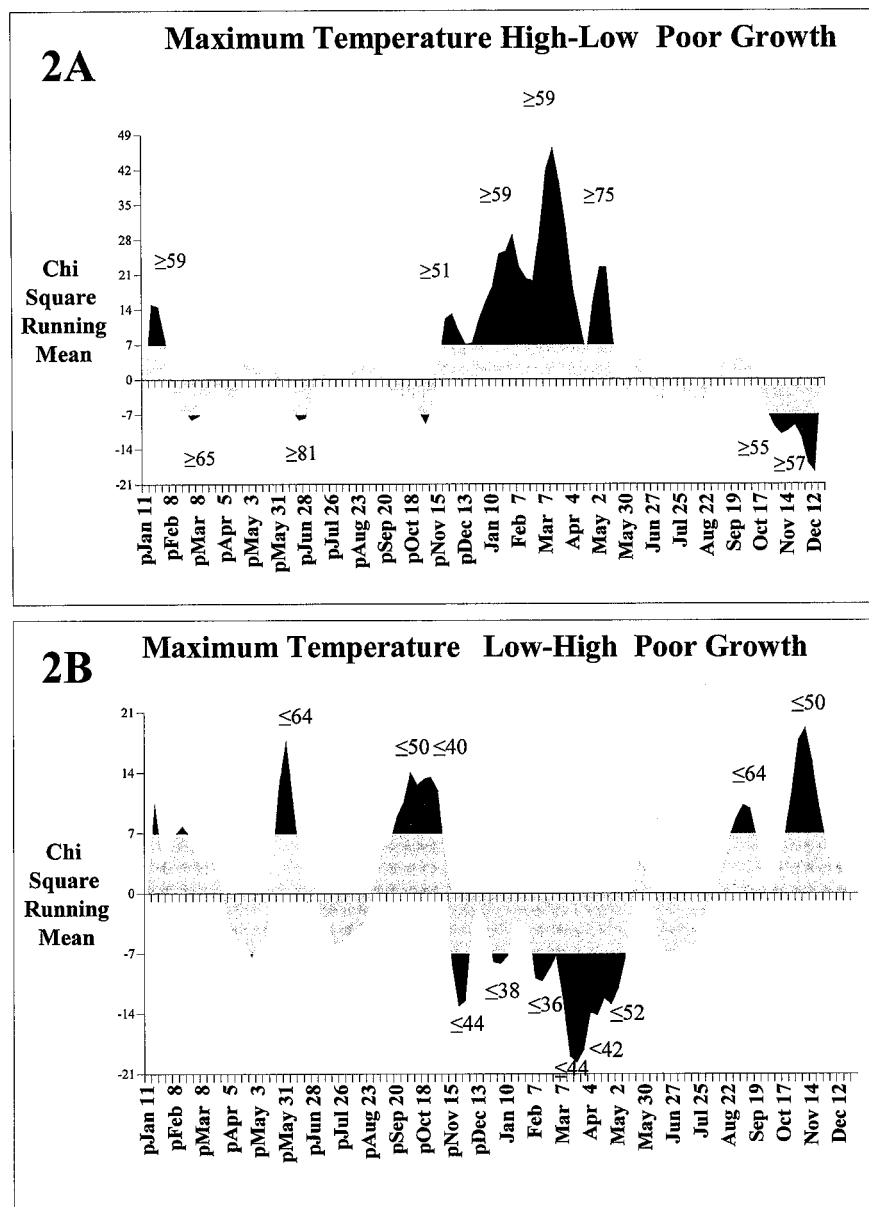 2A
Maximum Temperature High-Low Poor Growth
≥59
≥59
≥75
≥59
≥51
Chi
Square
Running
Mean
49
42
35
28
21
14
7
0
-7
-14
-21
≥65
≥81
≥55
≥57
pJan 11
pFeb 8
pMar 8
pApr 5
pMay 3
pMay 31
pJun 28
pJul 26
pAug 23
pSep 20
pOct 18
pNov 15
pDec 13
Jan 10
Feb 7
Mar 7
Apr 4
May 2
May 30
Jun 27
Jul 25
Aug 22
Sep 19
Oct 17
Nov 14
Dec 12
2B
Maximum Temperature Low-High Poor Growth
≤64
≤50
≤40
≤64
≤50
Chi
Square
Running
Mean
21
14
7
0
-7
-14
-21
≤44
≤38
≤36
≤44
<42
≤52
pJan 11
pFeb 8
pMar 8
pApr 5
pMay 3
pMay 31
pJun 28
pJul 26
pAug 23
pSep 20
pOct 18
pNov 15
pDec 13
Jan 10
Feb 7
Mar 7
Apr 4
May 2
May 30
Jun 27
Jul 25
Aug 22
Sep 19
Oct 17
Nov 14
Dec 12